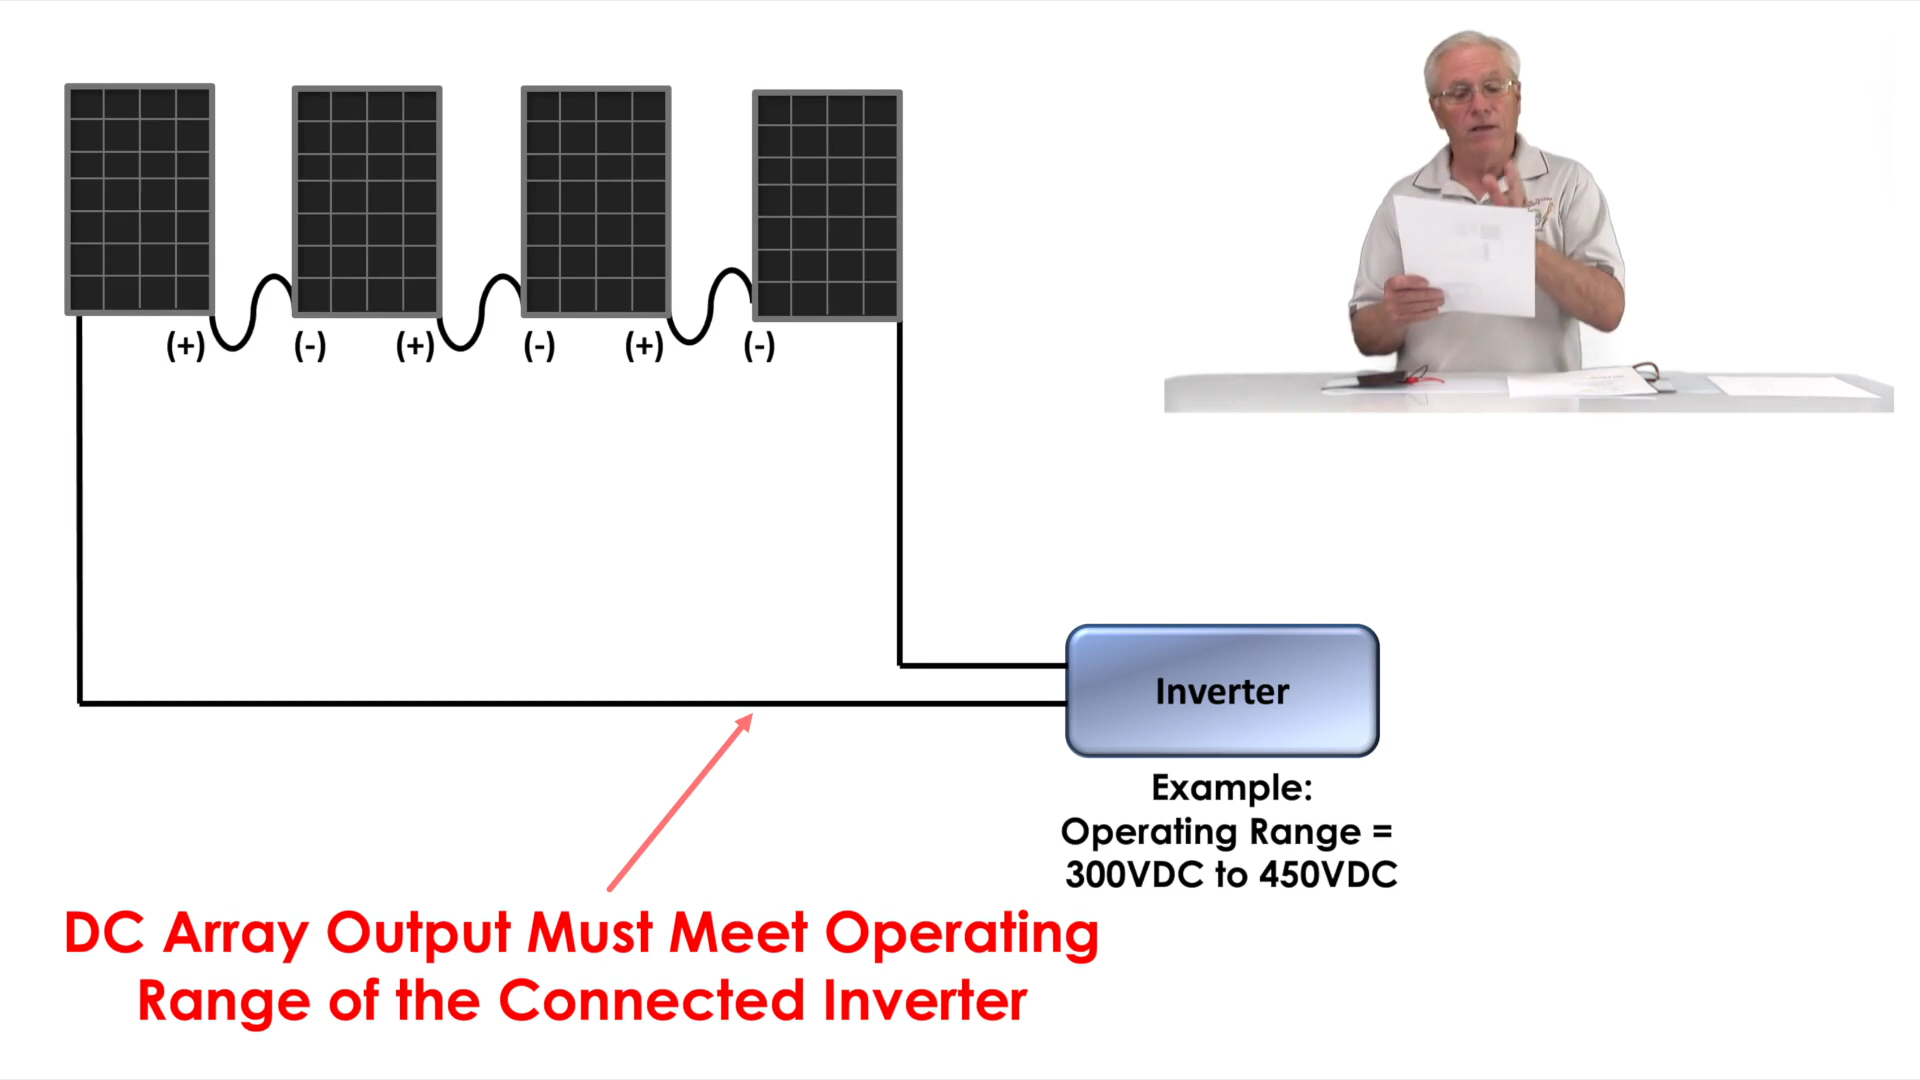 (+) (-) (+) (-) (+) (-)
Inverter
Example:
Operating Range =
300VDC to 450VDC
DC Array Output Must Meet Operating
Range of the Connected Inverter